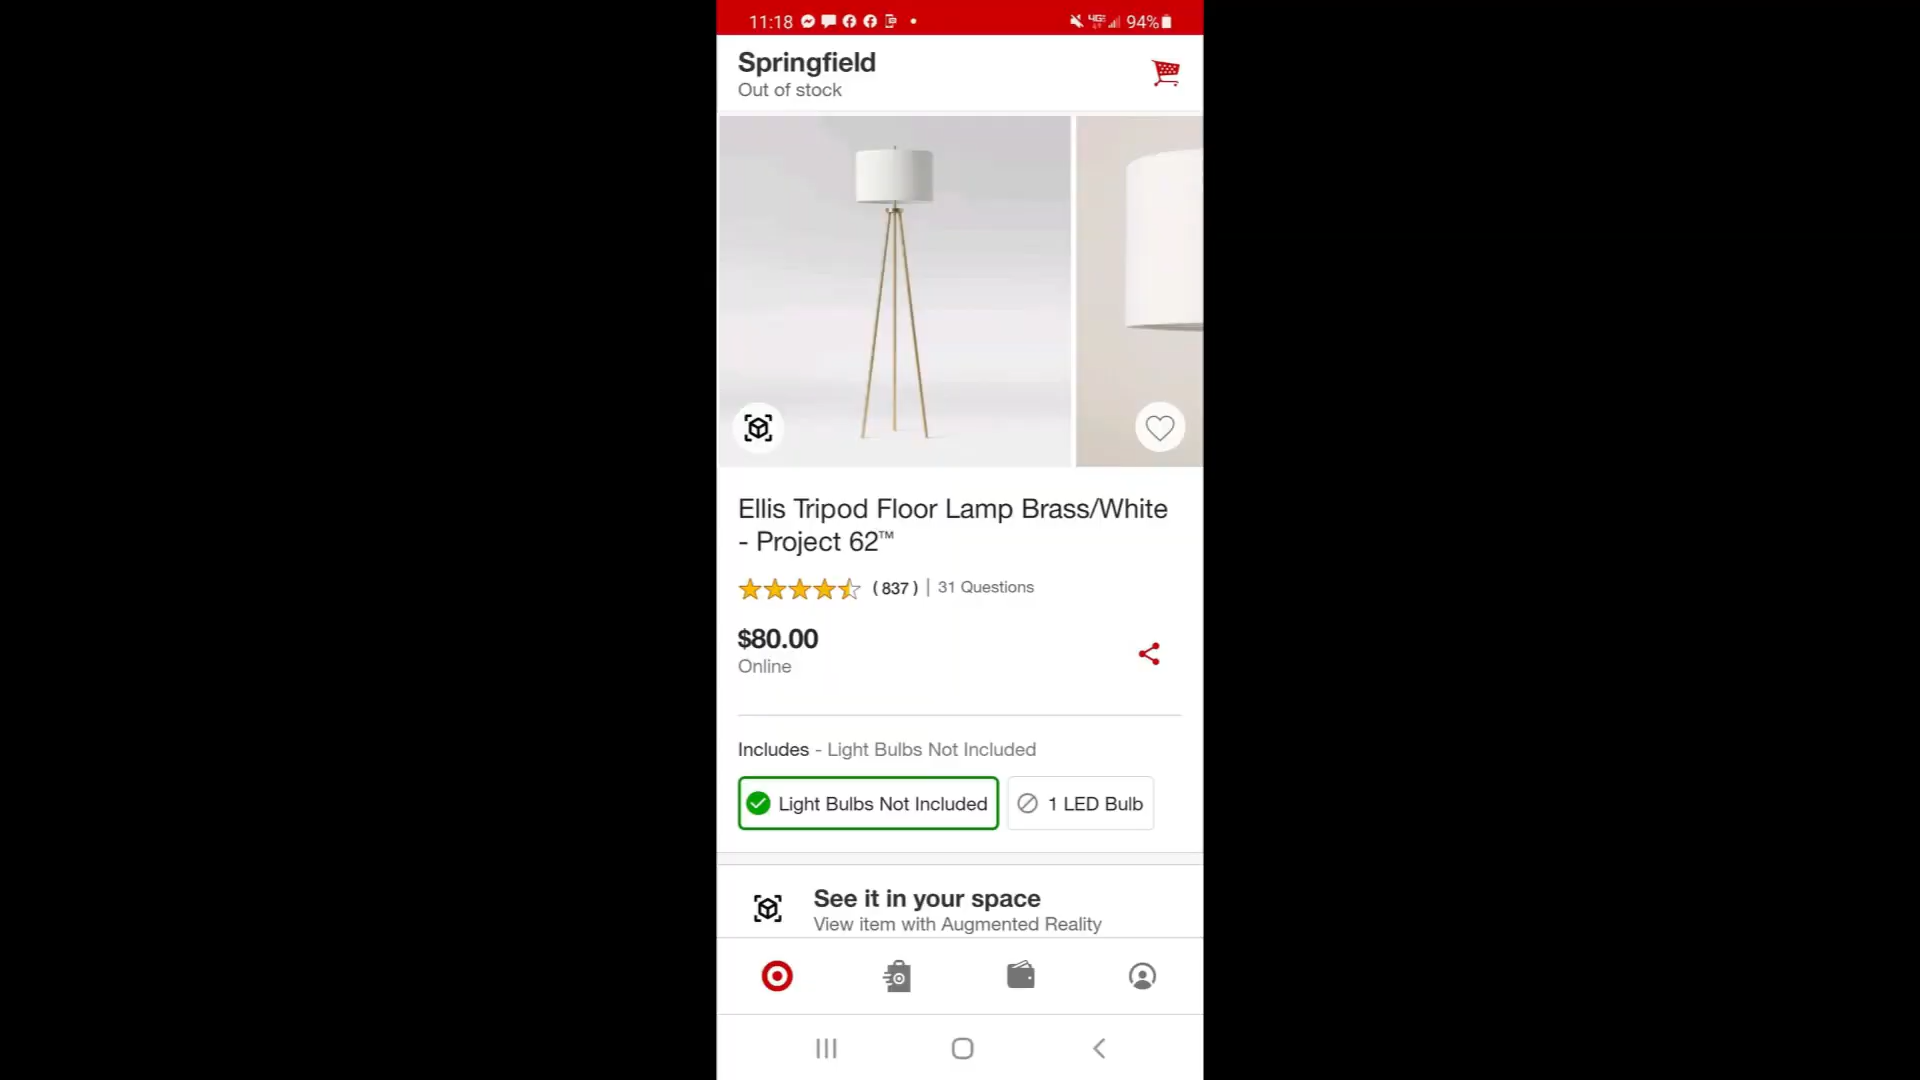 11:18
94%
Springfield
Out of stock
Ellis Tripod Floor Lamp Brass/White
- Project 62™
(837) | 31 Questions
$80.00
Online
Includes - Light Bulbs Not Included
Light Bulbs Not Included
1 LED Bulb
See it in your space
View item with Augmented Reality